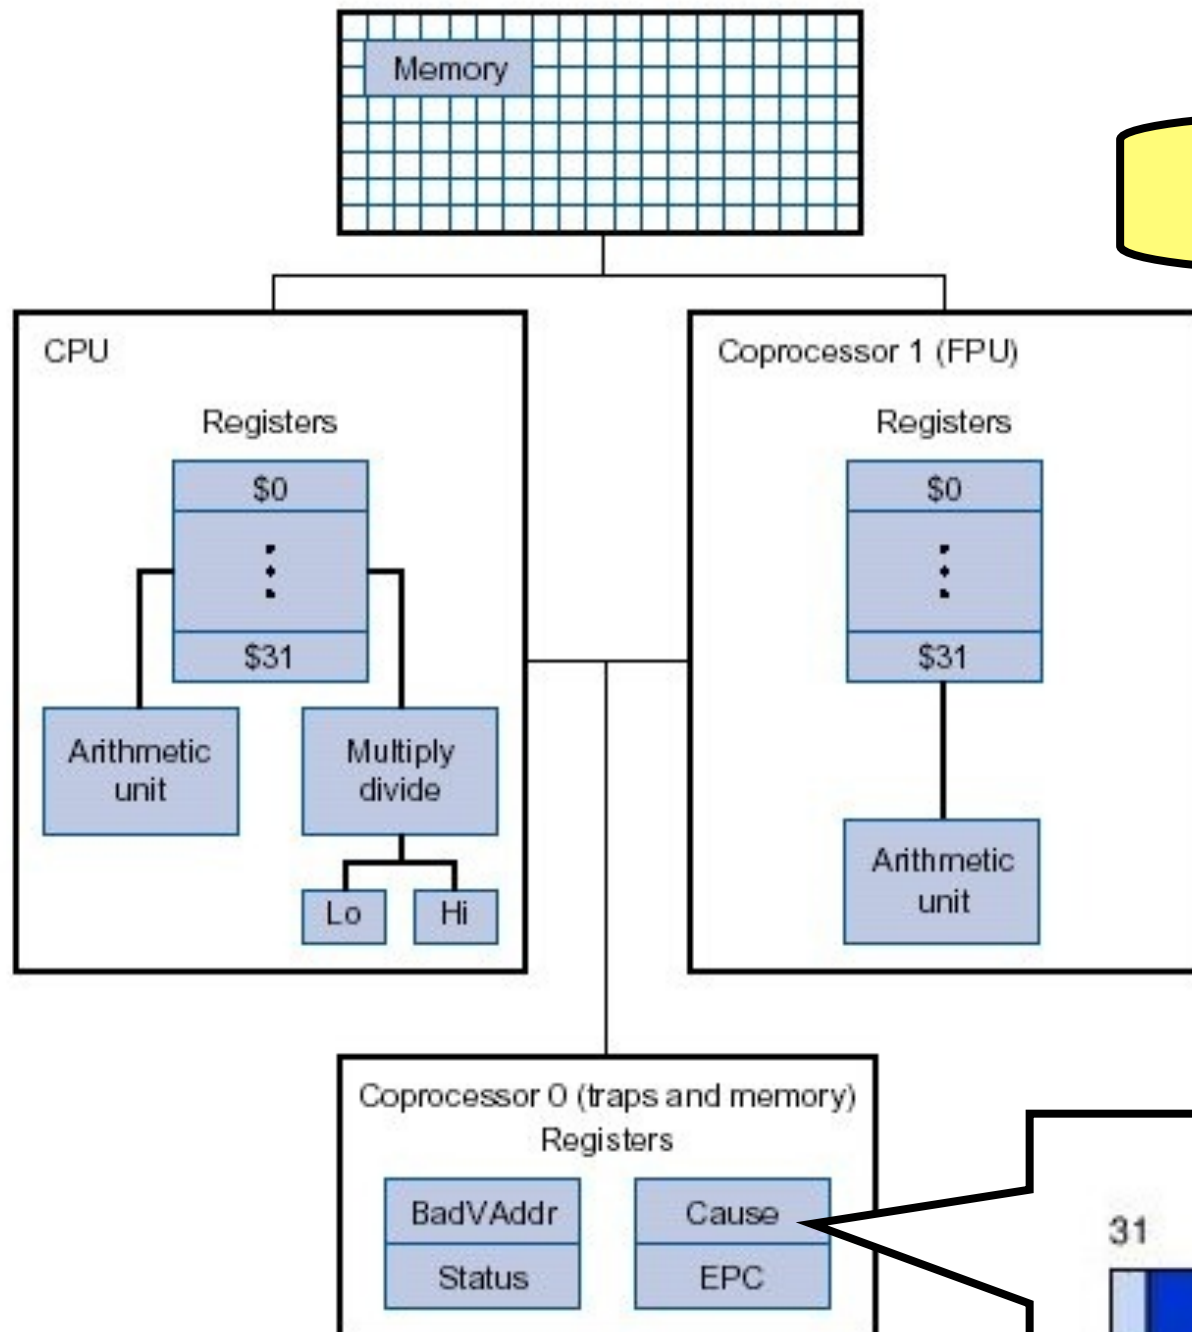 Memory
CPU
Registers
$0
$31
Arithmetic
unit
Multiply
divide
Lo
Hi
Coprocessor 1 (FPU)
Registers
$0
$31
Arithmetic
unit
Coprocessor 0 (traps and memory)
Registers
BadVAddr
Cause
Status
EPC
31